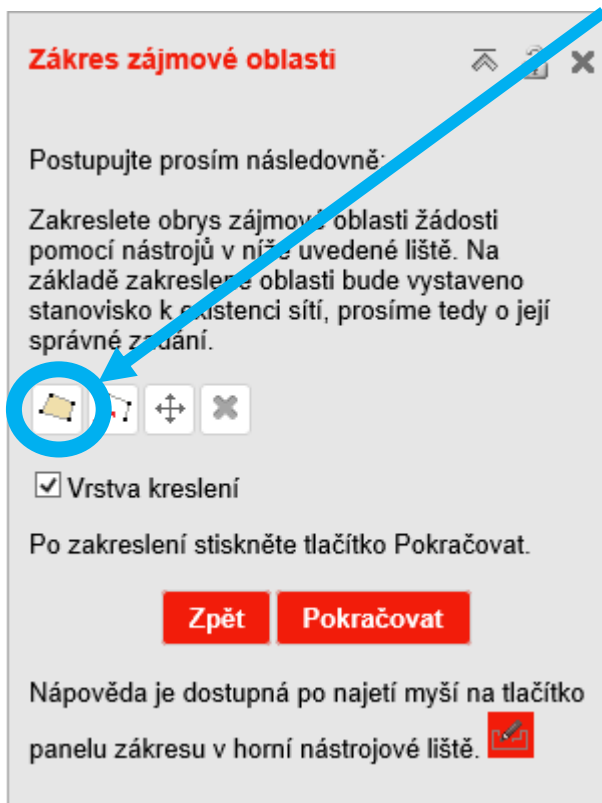 Zákres zájmové oblasti
Postupujte prosím následovně:
Zakreslete obrys zájmové oblasti žádosti
pomocí nástrojů v níže uvedené liště. Na
základě zakreslené oblasti bude vystaveno
stanovisko k existenci sítí, prosíme tedy o její
správné zadání.
Vrstva kreslení
Po zakreslení stiskněte tlačítko Pokračovat.
Zpět Pokračovat
Nápověda je dostupná po najetí myší na tlačítko
panelu zákresu v horní nástrojové liště.